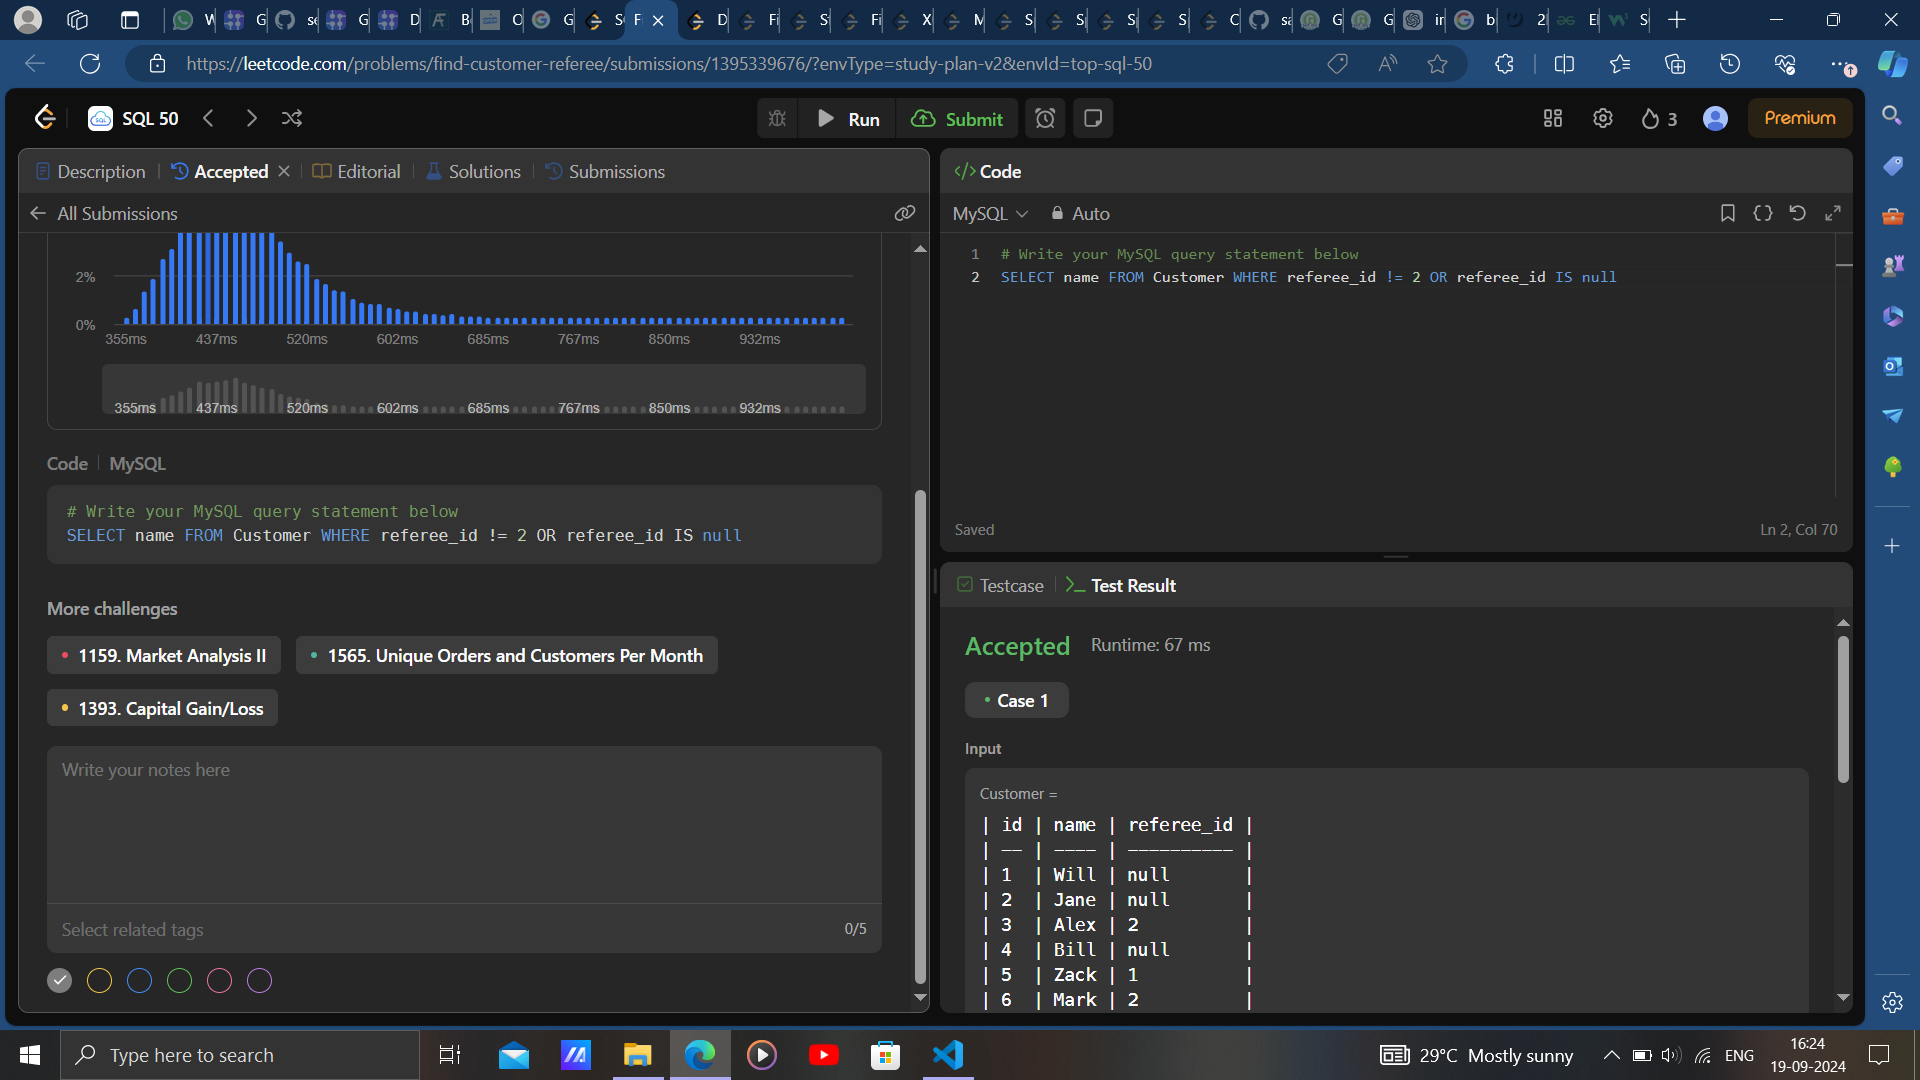 https://leetcode.com/problems/find-customer-referee/submissions/1395339676/?envType=study-plan-v2&envId=top-sql-50
SQL 50
Run
Submit
3
Premium
Description
Accepted
Editorial
Solutions
Submissions
All Submissions
2%
0%
355ms 437ms 520ms 602ms 685ms 767ms 850ms 932ms
355ms 437ms 520ms 602ms 685ms 767ms 850ms 932ms
Code MySQL
# Write your MySQL query statement below
SELECT name FROM Customer WHERE referee_id != 2 OR referee_id IS null
More challenges
1159. Market Analysis II
1565. Unique Orders and Customers Per Month
1393. Capital Gain/Loss
Write your notes here
Select related tags
0/5
</> Code
MySQL
Auto
1 # Write your MySQL query statement below
2 SELECT name FROM Customer WHERE referee_id != 2 OR referee_id IS null
Saved
Ln 2, Col 70
Testcase
Test Result
Accepted
Runtime: 67 ms
Case 1
Input
Customer =
| id | name | referee_id |
| -- | ---- | ---------- |
| 1 | Will | null |
| 2 | Jane | null |
| 3 | Alex | 2 |
| 4 | Bill | null |
| 5 | Zack | 1 |
| 6 | Mark | 2 |
Type here to search
29°C Mostly sunny
ENG
16:24
19-09-2024